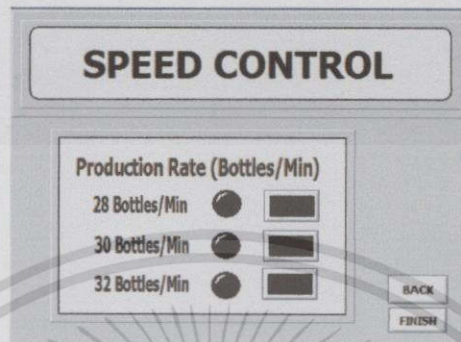 SPEED CONTROL
Production Rate (Bottles/Min)
28 Bottles/Min
30 Bottles/Min
32 Bottles/Min
BACK
FINISH